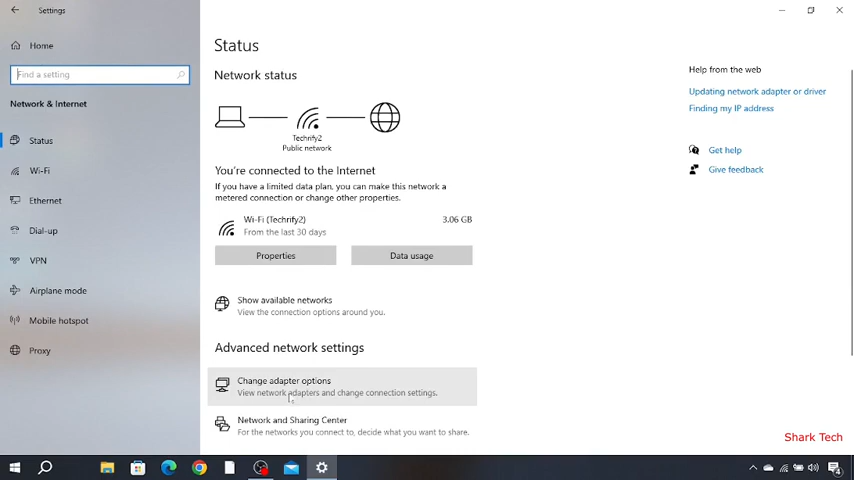 Settings
Home
Find a setting
Network & Internet
Status
Wi-Fi
Ethernet
Dial-up
VPN
Airplane mode
Mobile hotspot
Proxy
Status
Network status
Techrify2
Public network
You're connected to the Internet
If you have a limited data plan, you can make this network a
metered connection or change other properties.
Wi-Fi (Techrify2)
3.06 GB
From the last 30 days
Properties
Data usage
Show available networks
View the connection options around you.
Advanced network settings
Change adapter options
View network adapters and change connection settings.
Network and Sharing Center
For the networks you connect to, decide what you want to share.
Help from the web
Updating network adapter or driver
Finding my IP address
Get help
Give feedback
Shark Tech
4